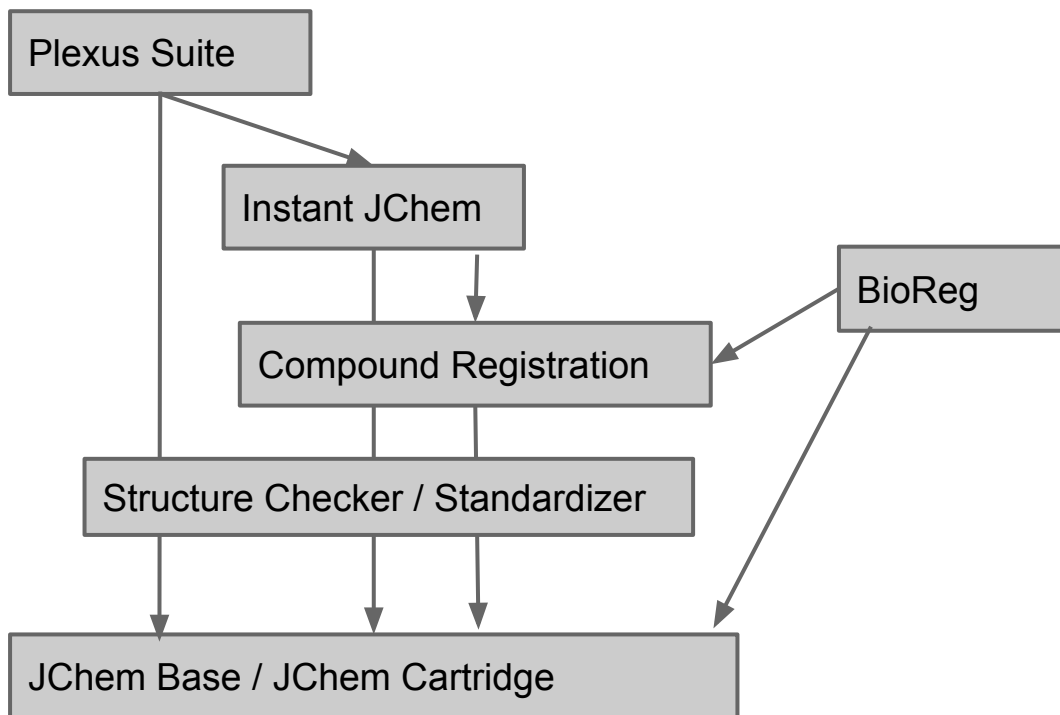 Plexus Suite
Instant JChem
BioReg
Compound Registration
Structure Checker / Standardizer
JChem Base / JChem Cartridge